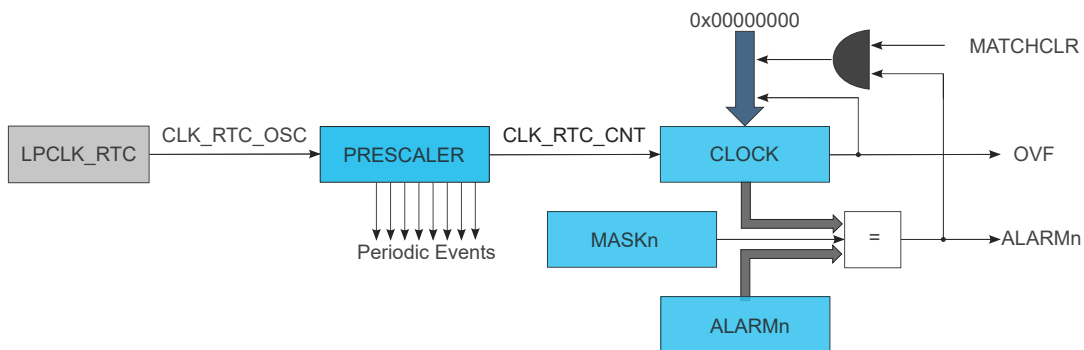 0x00000000
MATCHCLR
LPCLK_RTC
CLK_RTC_OSC
PRESCALER
CLK_RTC_CNT
CLOCK
OVF
Periodic Events
MASKn
=
ALARMn
ALARMn